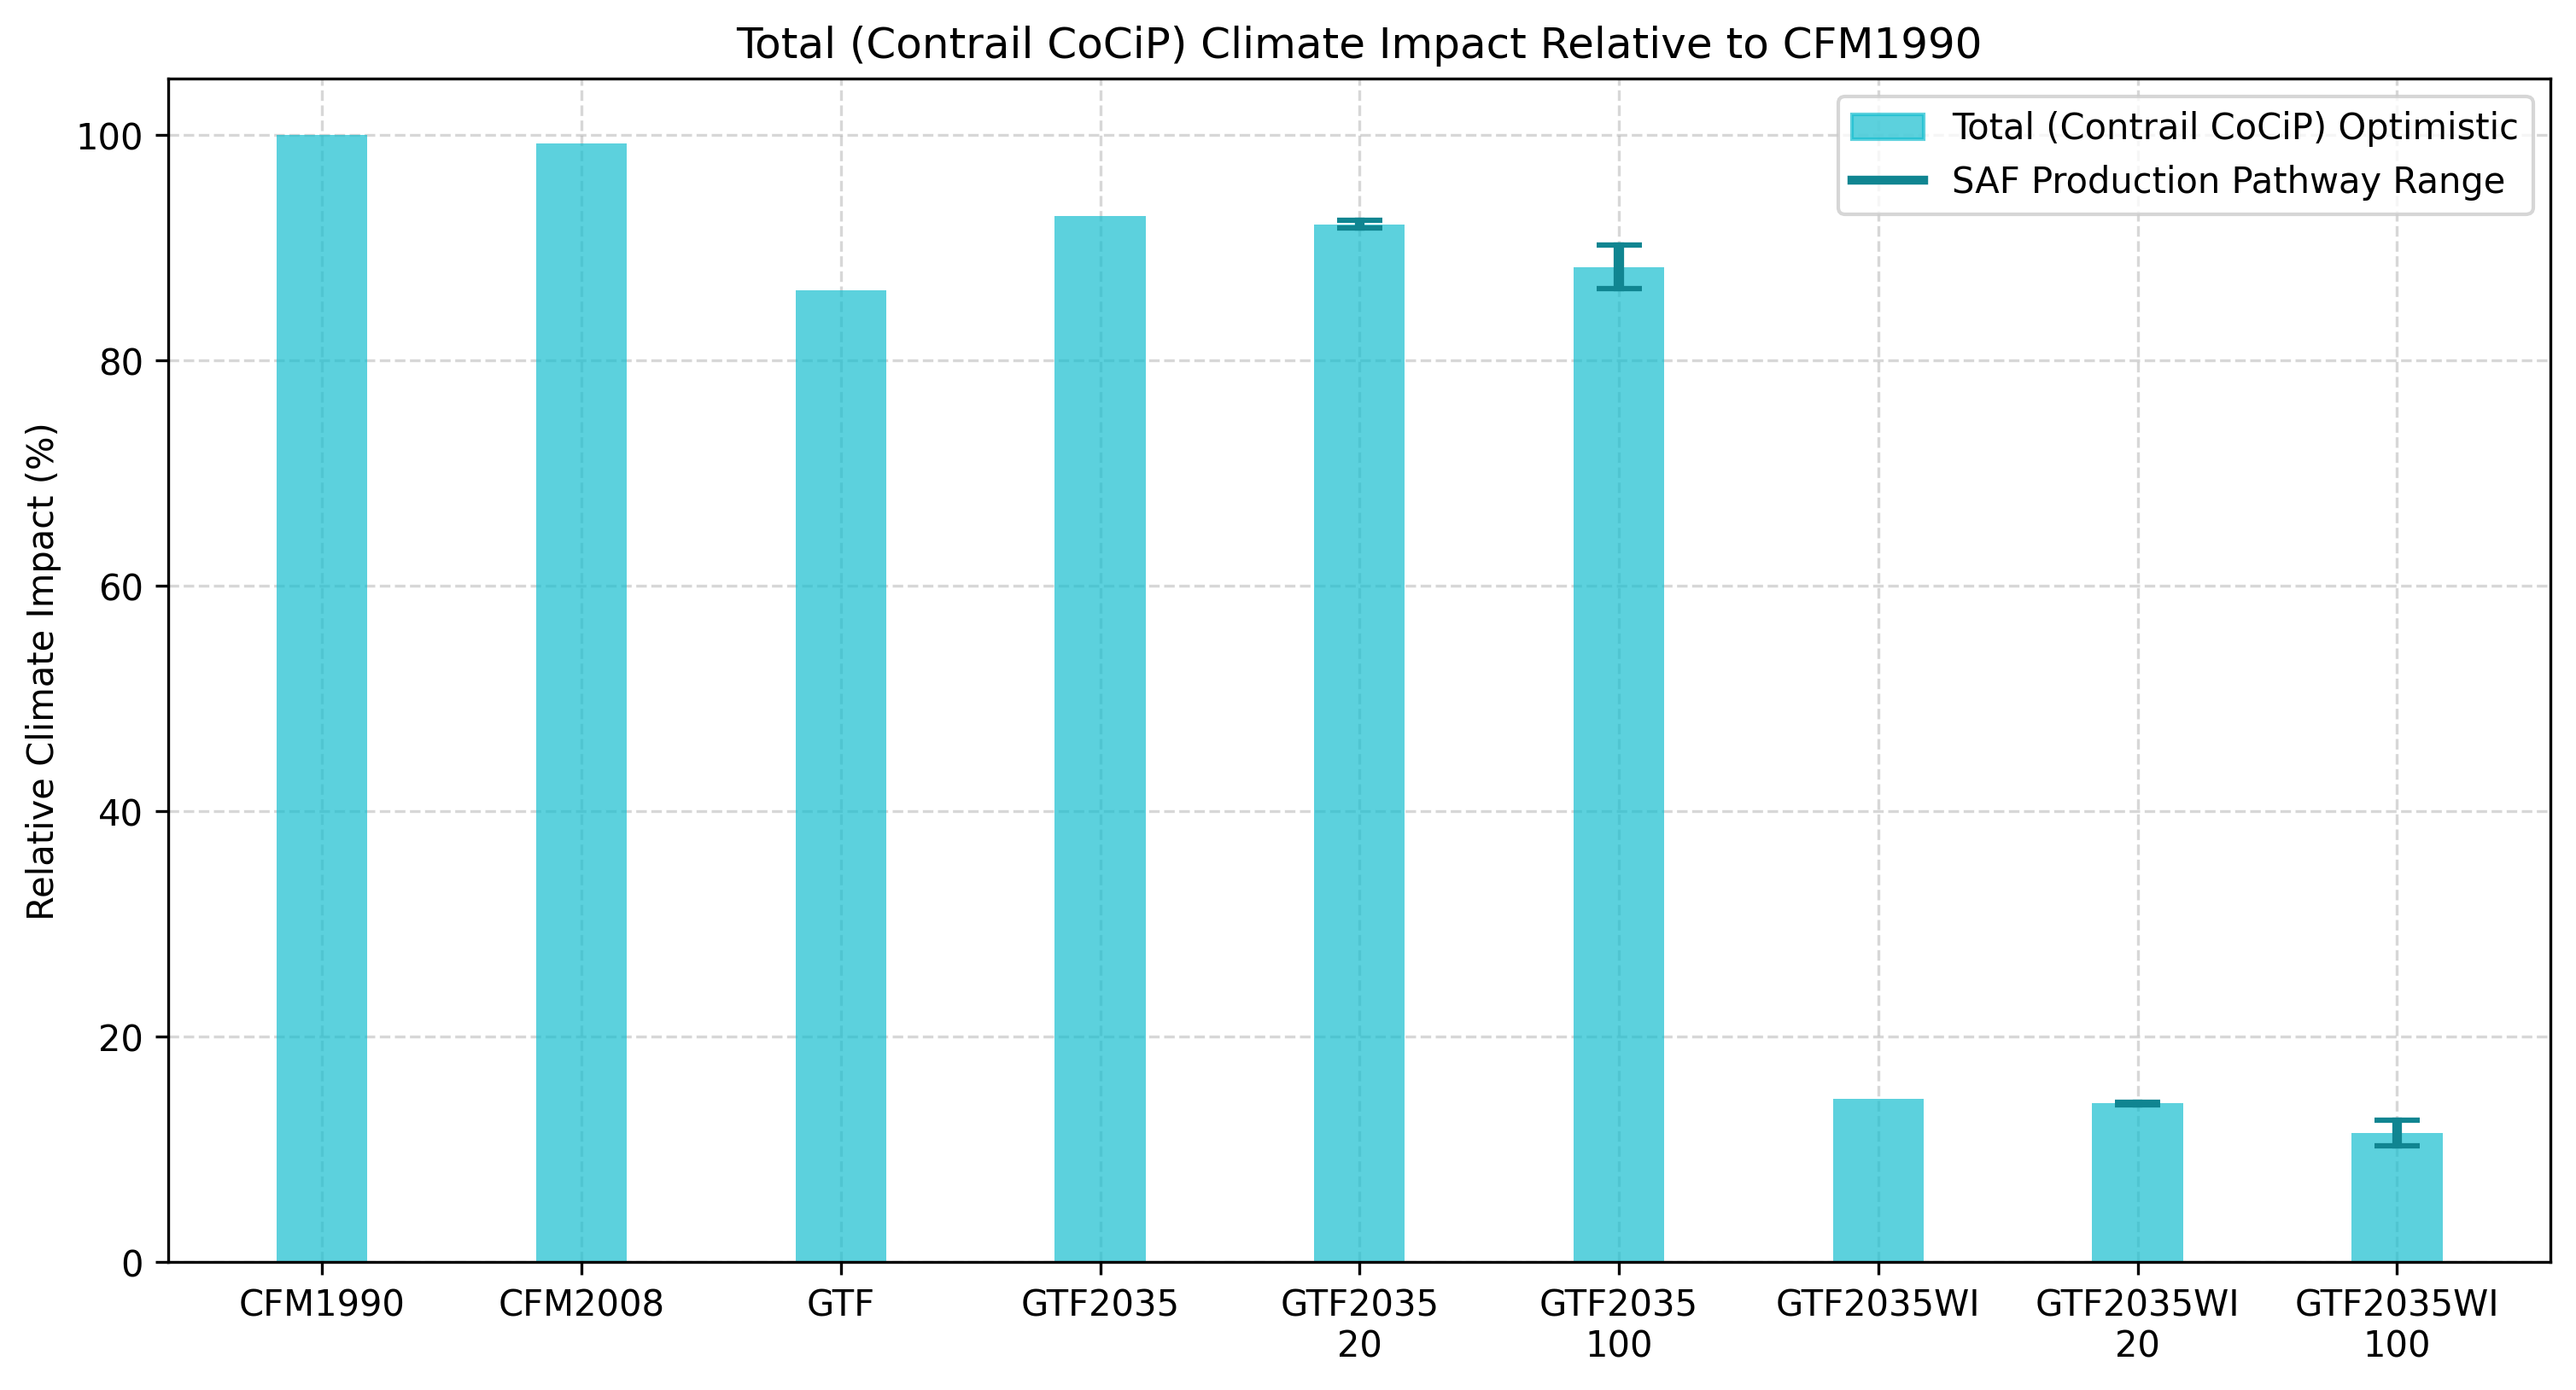 Total (Contrail CoCiP) Climate Impact Relative to CFM1990
Total (Contrail CoCiP) Optimistic
SAF Production Pathway Range
Relative Climate Impact (%)
100
80
60
40
20
0
CFM1990 CFM2008 GTF GTF2035 GTF2035 GTF2035 GTF2035WI GTF2035WI GTF2035WI
20 100 20 100